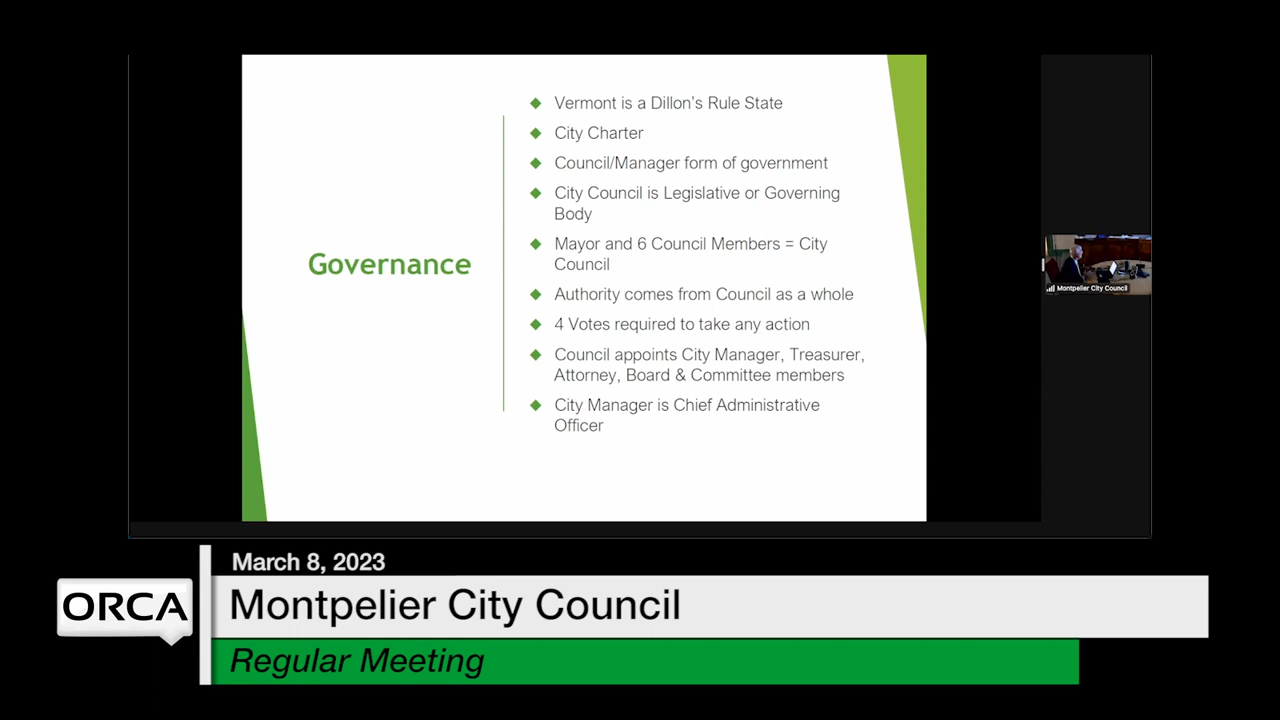 Governance
Vermont is a Dillon's Rule State
City Charter
Council/Manager form of government
City Council is Legislative or Governing
Body
Mayor and 6 Council Members = City
Council
Authority comes from Council as a whole
4 Votes required to take any action
Council appoints City Manager, Treasurer,
Attorney, Board & Committee members
City Manager is Chief Administrative
Officer
Montpelier City Council
March 8, 2023
ORCA
Montpelier City Council
Regular Meeting